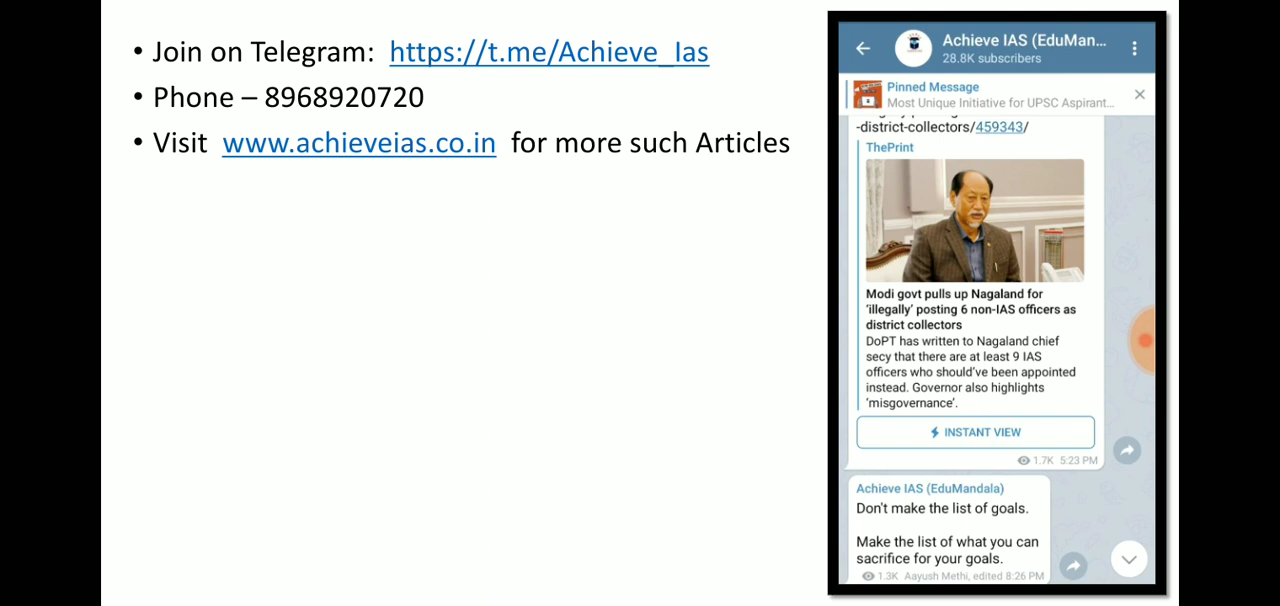 • Join on Telegram: https://t.me/Achieve_Ias
• Phone – 8968920720
• Visit www.achieveias.co.in for more such Articles
Achieve IAS (EduMan...
28.8K subscribers
Pinned Message
Most Unique Initiative for UPSC Aspirant...
-district-collectors/459343/
ThePrint
Modi govt pulls up Nagaland for
'illegally' posting 6 non-IAS officers as
district collectors
DoPT has written to Nagaland chief
secy that there are at least 9 IAS
officers who should've been appointed
instead. Governor also highlights
'misgovernance'.
INSTANT VIEW
1.7K 5:23 PM
Achieve IAS (EduMandala)
Don't make the list of goals.
Make the list of what you can
sacrifice for your goals.
1.3K Aayush Methi, edited 8:26 PM